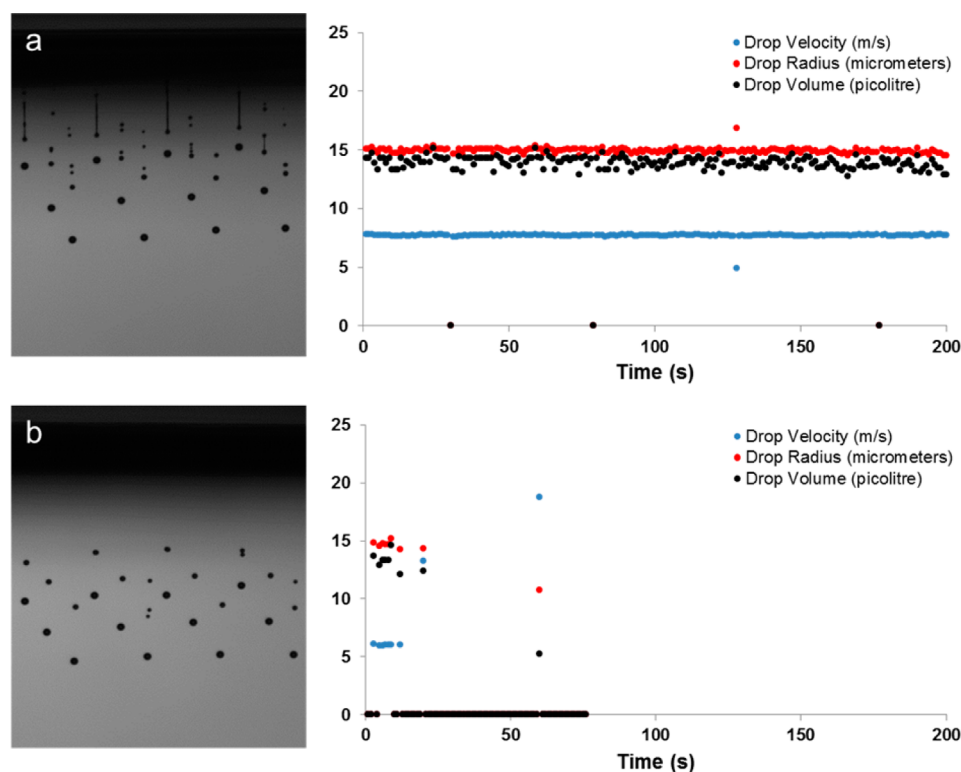 a
25
20
15
10
5
0
0 50 100 150 200
Time (s)
Drop Velocity (m/s)
Drop Radius (micrometers)
Drop Volume (picolitre)
b
25
20
15
10
5
0
0 50 100 150 200
Time (s)
Drop Velocity (m/s)
Drop Radius (micrometers)
Drop Volume (picolitre)